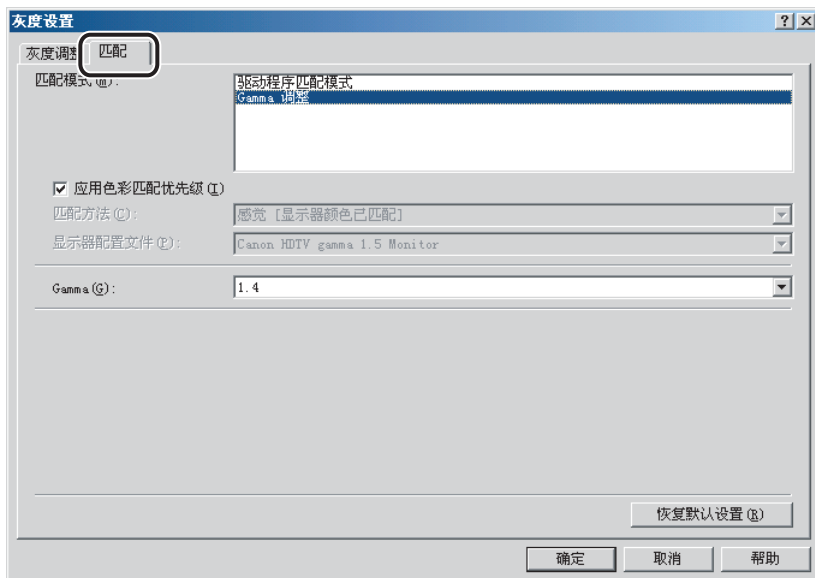 灰度设置
灰度调整 匹配
匹配模式(M):
驱动程序匹配模式
Gamma 调整
应用色彩匹配优先级(I)
匹配方法(C): 感觉 [显示器颜色已匹配]
显示器配置文件(P): Canon HDTV gamma 1.5 Monitor
Gamma(G): 1.4
恢复默认设置(R)
确定 取消 帮助